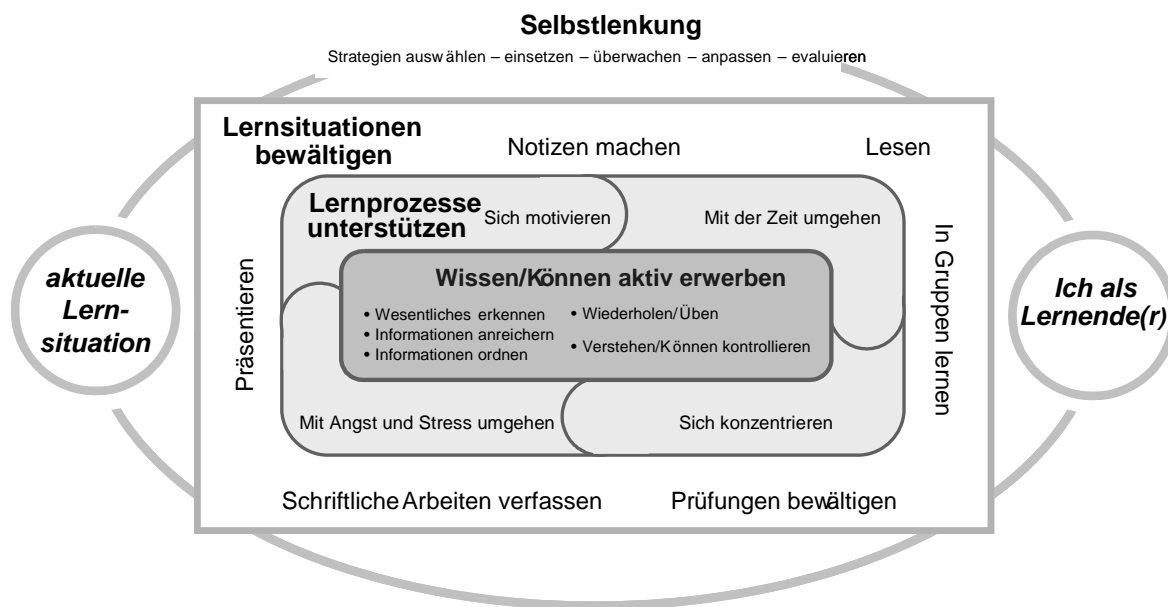 Selbstlenkung
Strategien auswählen – einsetzen – überwachen – anpassen – evaluieren
Lernsituationen
bewältigen
Notizen machen
Lesen
Lernprozesse
unterstützen
Sich motivieren
Mit der Zeit umgehen
aktuelle
Lern-
situation
Präsentieren
Wissen/Können aktiv erwerben
• Wesentliches erkennen
• Informationen anreichern
• Informationen ordnen
• Wiederholen/Üben
• Verstehen/Können kontrollieren
In Gruppen lernen
Ich als
Lernende(r)
Mit Angst und Stress umgehen
Sich konzentrieren
Schriftliche Arbeiten verfassen
Prüfungen bewältigen